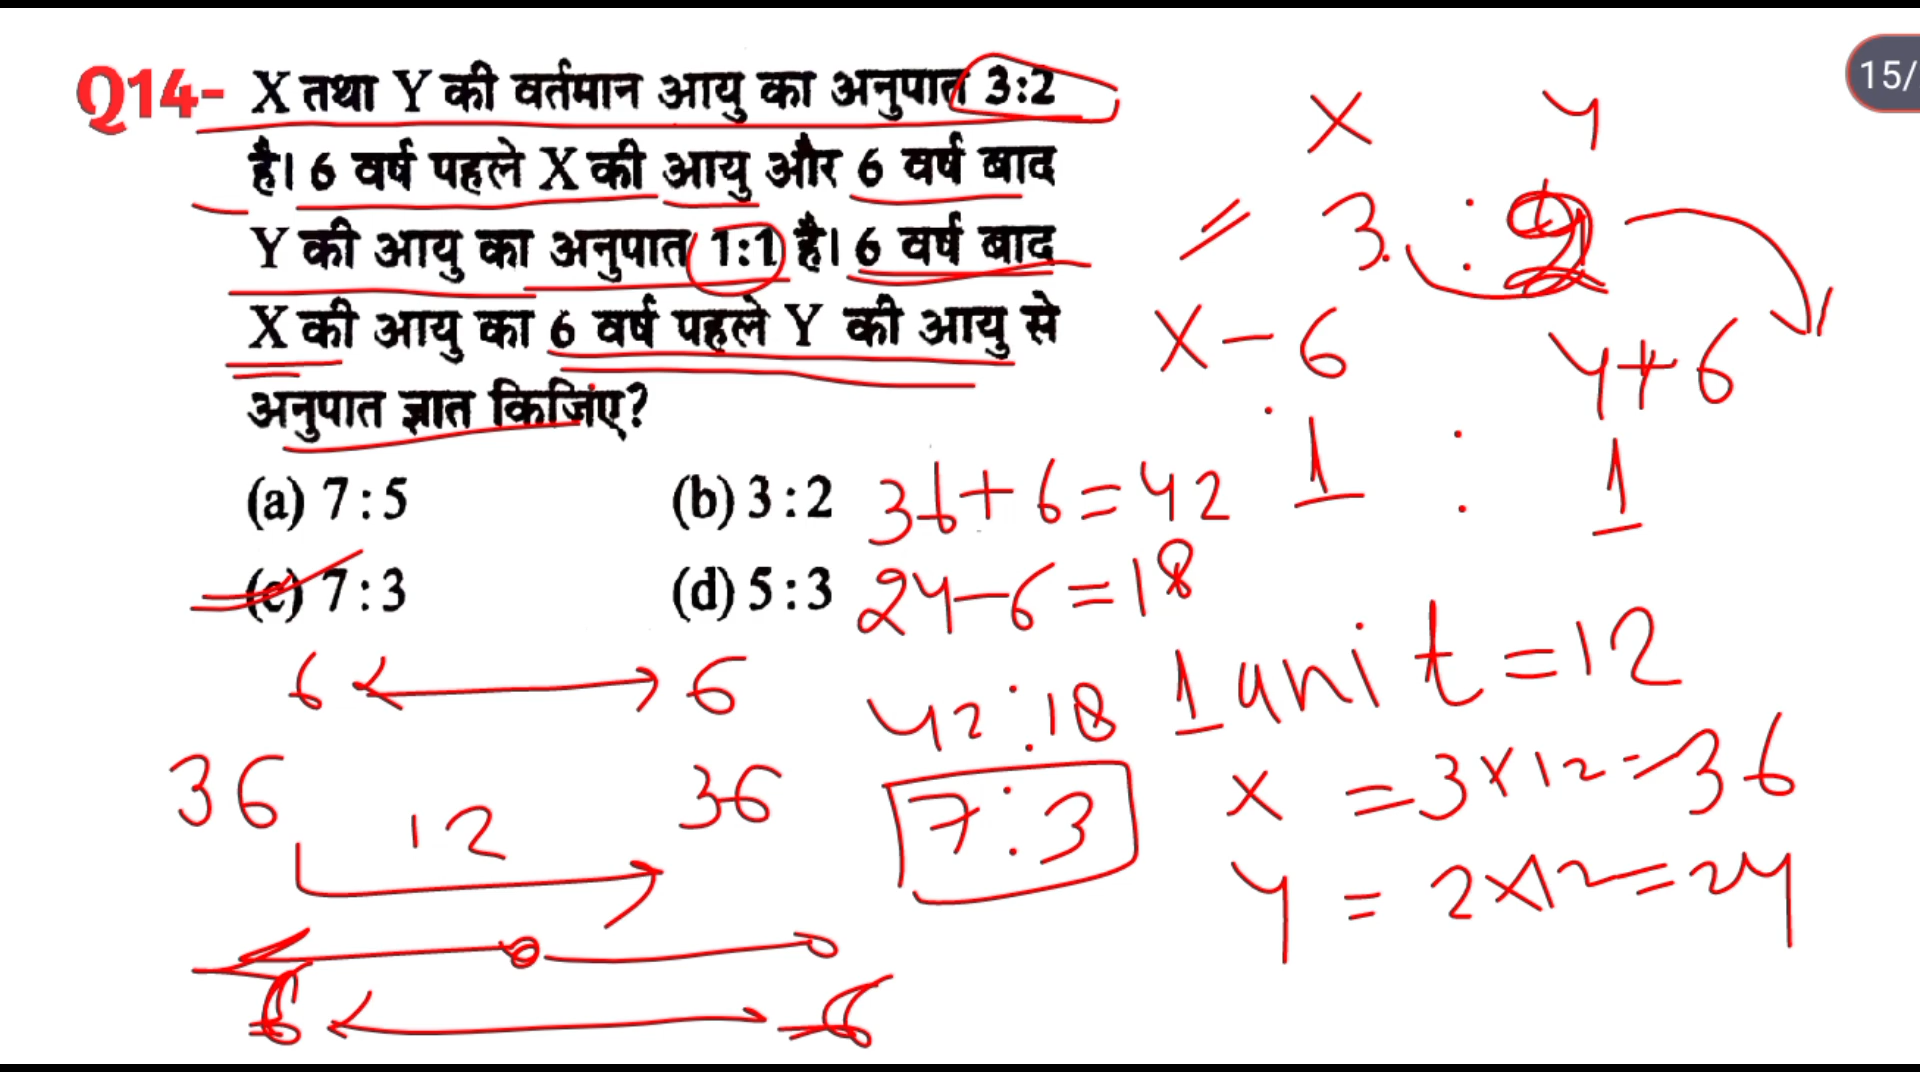 Q14- X तथा Y की वर्तमान आयु का अनुपात 3:2
है। 6 वर्ष पहले X की आयु और 6 वर्ष बाद
Y की आयु का अनुपात 1:1 है। 6 वर्ष बाद
X की आयु का 6 वर्ष पहले Y की आयु से
अनुपात ज्ञात किजिंए?
(a) 7:5 (b) 3:2
(c) 7:3 (d) 5:3
15/
X Y
= 3 :
X-6 Y+6
1 : 1
36+6=42
24-6=18
42:18
7:3
1 unit=12
X =3×12=36
Y = 2×12=24
6 6
36 36
12